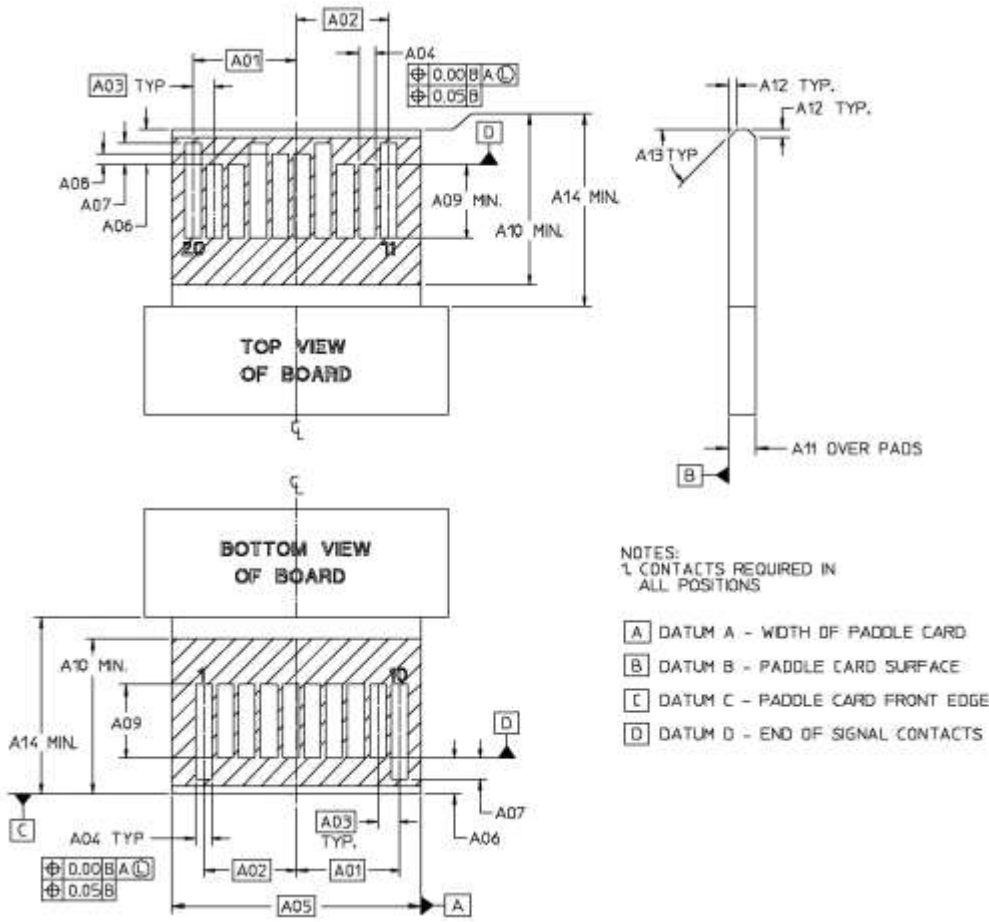 A02
A01
A04
A03 TYP
⌖ 0.00 B A Ⓛ
⌖ 0.05 B
D
A08
A07
A06
A09 MIN.
A10 MIN.
A14 MIN.
20
11
TOP VIEW
OF BOARD
℄
A12 TYP.
A12 TYP.
A13 TYP
A11 OVER PADS
B
℄
BOTTOM VIEW
OF BOARD
A10 MIN.
1
10
A09
A14 MIN.
D
C
A07
A06
A04 TYP
A03
TYP.
⌖ 0.00 B A Ⓛ
⌖ 0.05 B
A02
A01
A05
A
NOTES:
1. CONTACTS REQUIRED IN
ALL POSITIONS
A DATUM A - WIDTH OF PADDLE CARD
B DATUM B - PADDLE CARD SURFACE
C DATUM C - PADDLE CARD FRONT EDGE
D DATUM D - END OF SIGNAL CONTACTS